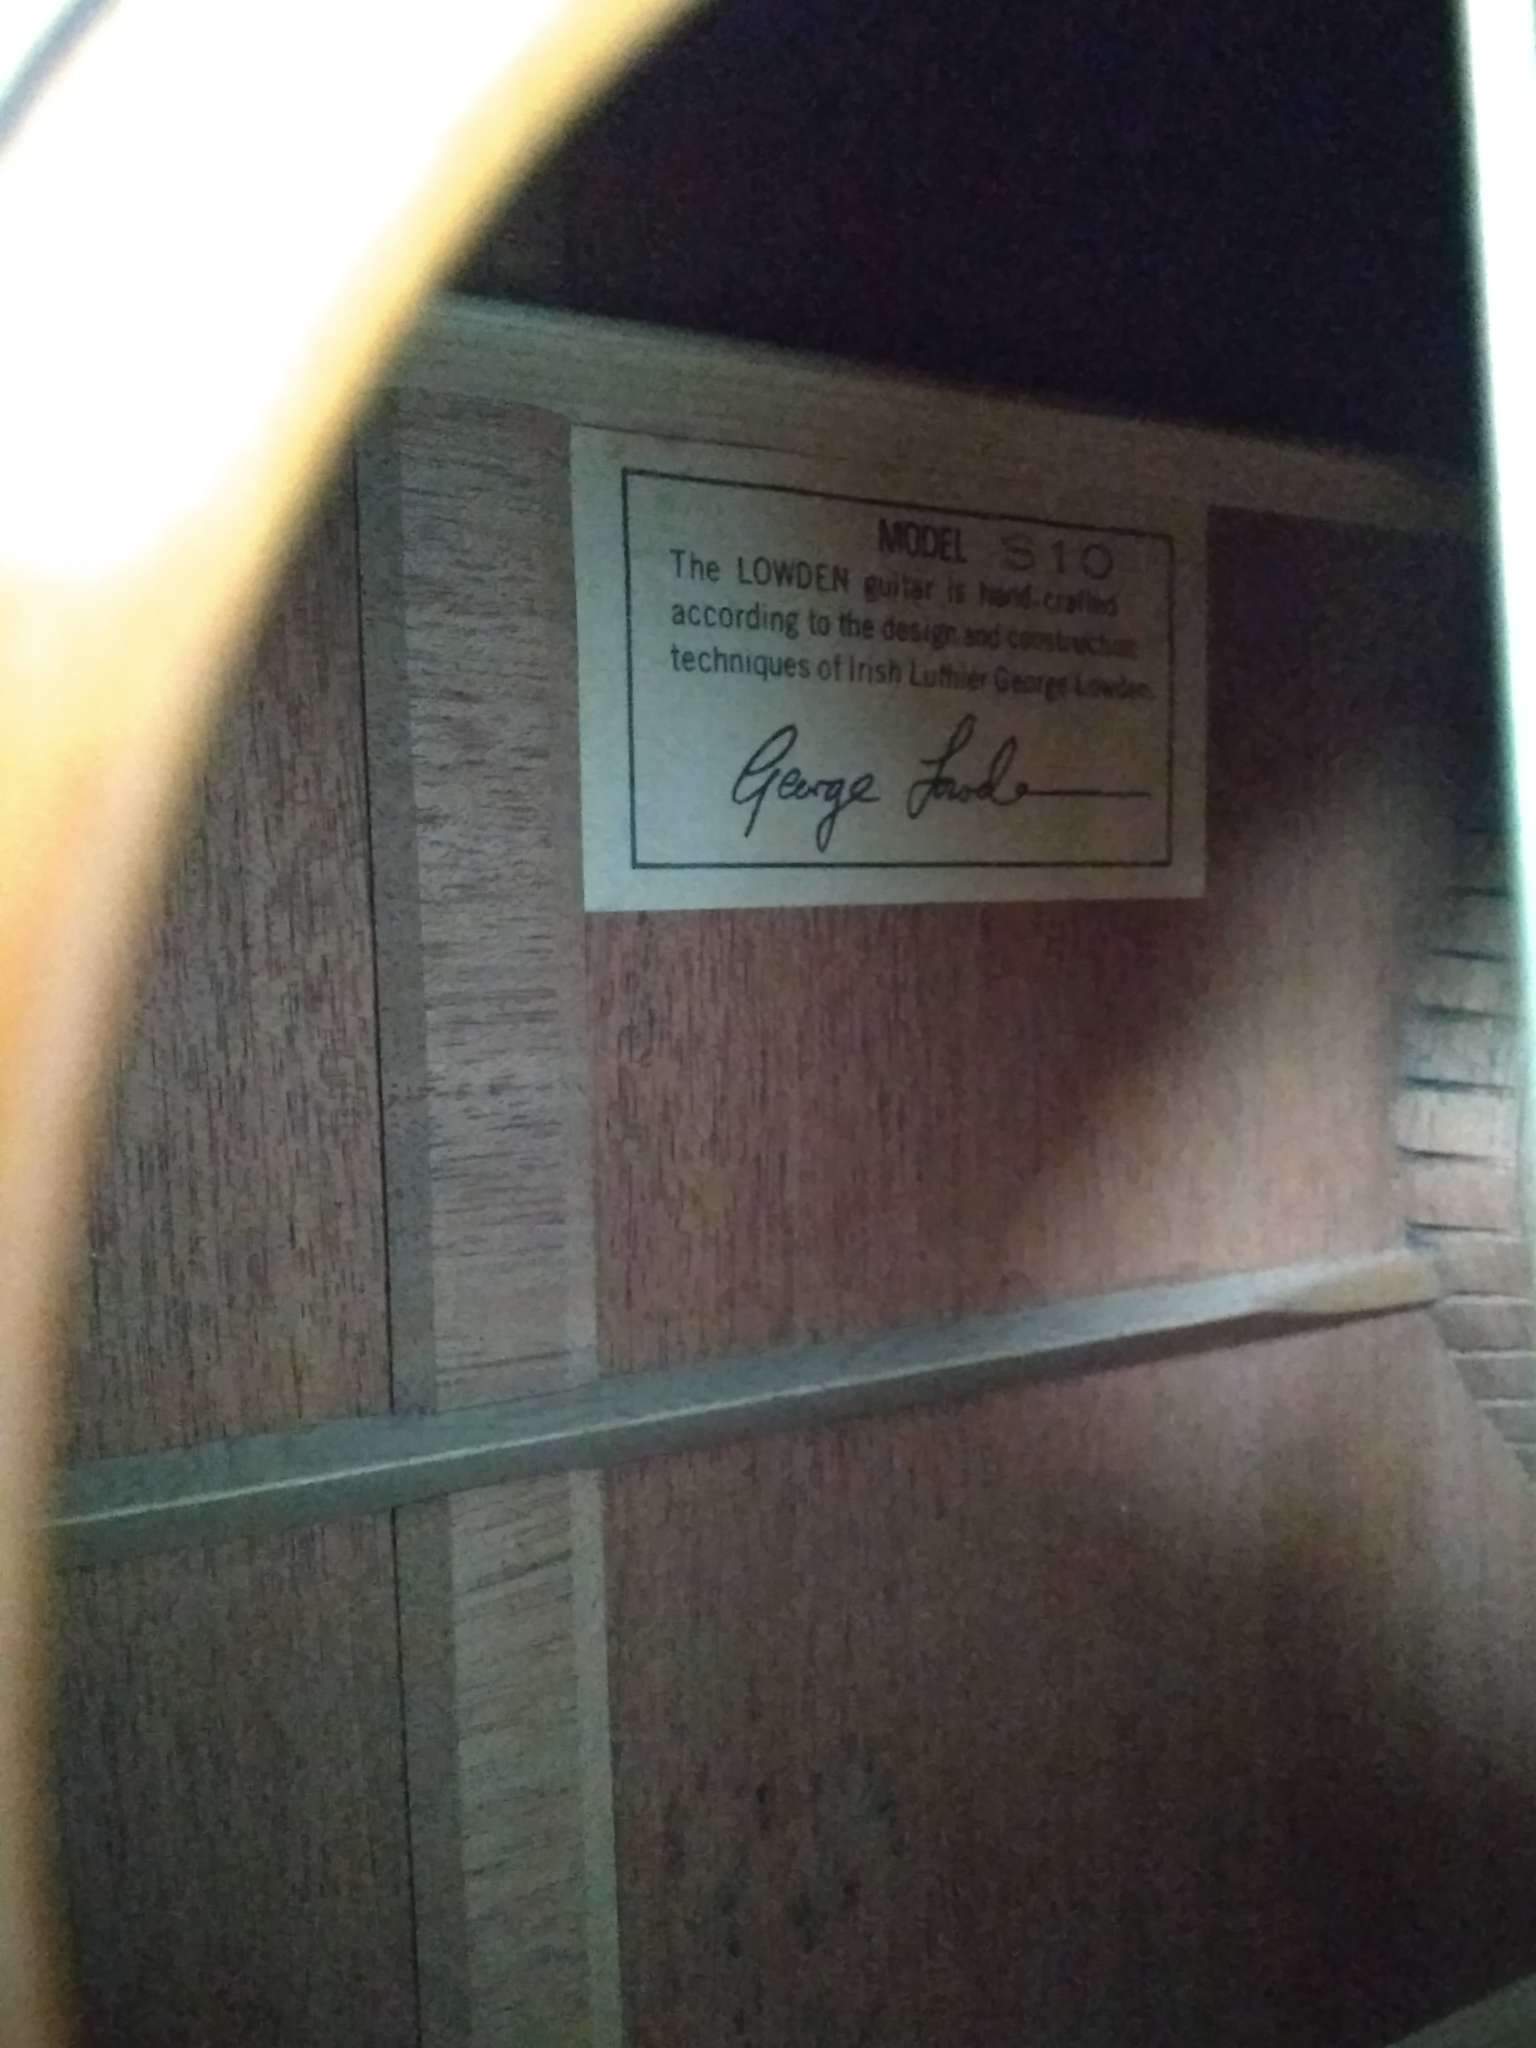 MODEL S10
The LOWDEN guitar is hand-crafted
according to the design and construction
techniques of Irish Luthier George Lowden.
George Lowden